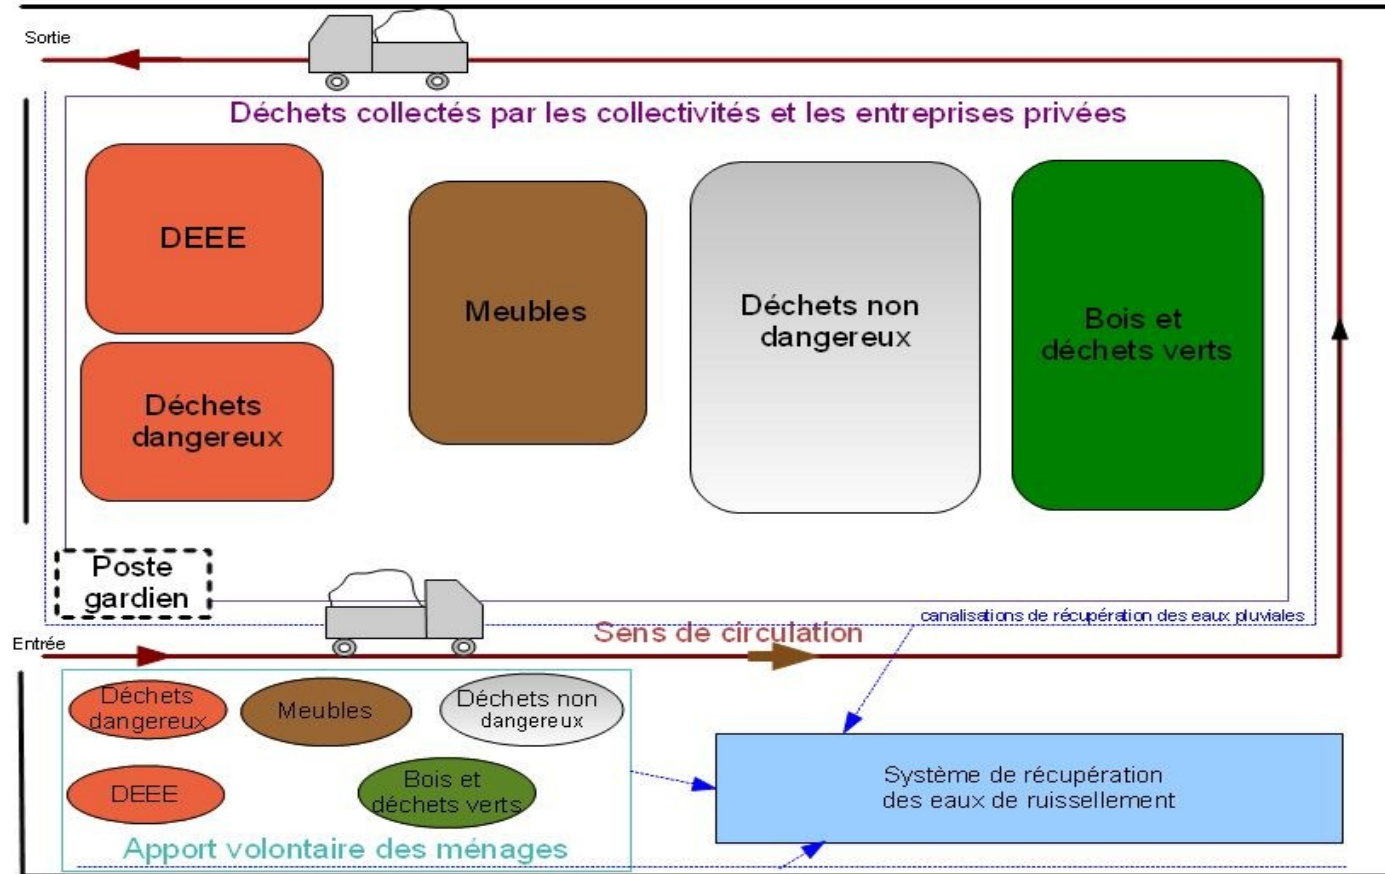 Sortie
Déchets collectés par les collectivités et les entreprises privées
DEEE
Meubles
Déchets non
dangereux
Bois et
déchets verts
Déchets
dangereux
Poste
gardien
canalisations de récupération des eaux pluviales
Sens de circulation
Entrée
Déchets
dangereux
Meubles
Déchets non
dangereux
DEEE
Bois et
déchets verts
Système de récupération
des eaux de ruissellement
Apport volontaire des ménages